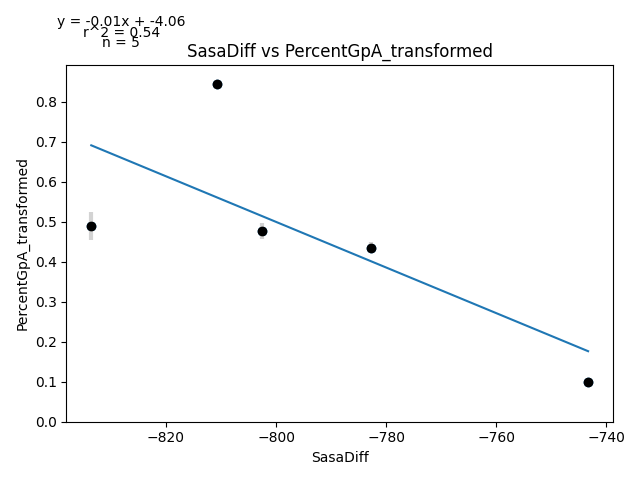 y = -0.01x + -4.06
r^2 = 0.54
n = 5
SasaDiff vs PercentGpA_transformed
PercentGpA_transformed
0.8
0.7
0.6
0.5
0.4
0.3
0.2
0.1
0.0
−820 −800 −780 −760 −740
SasaDiff